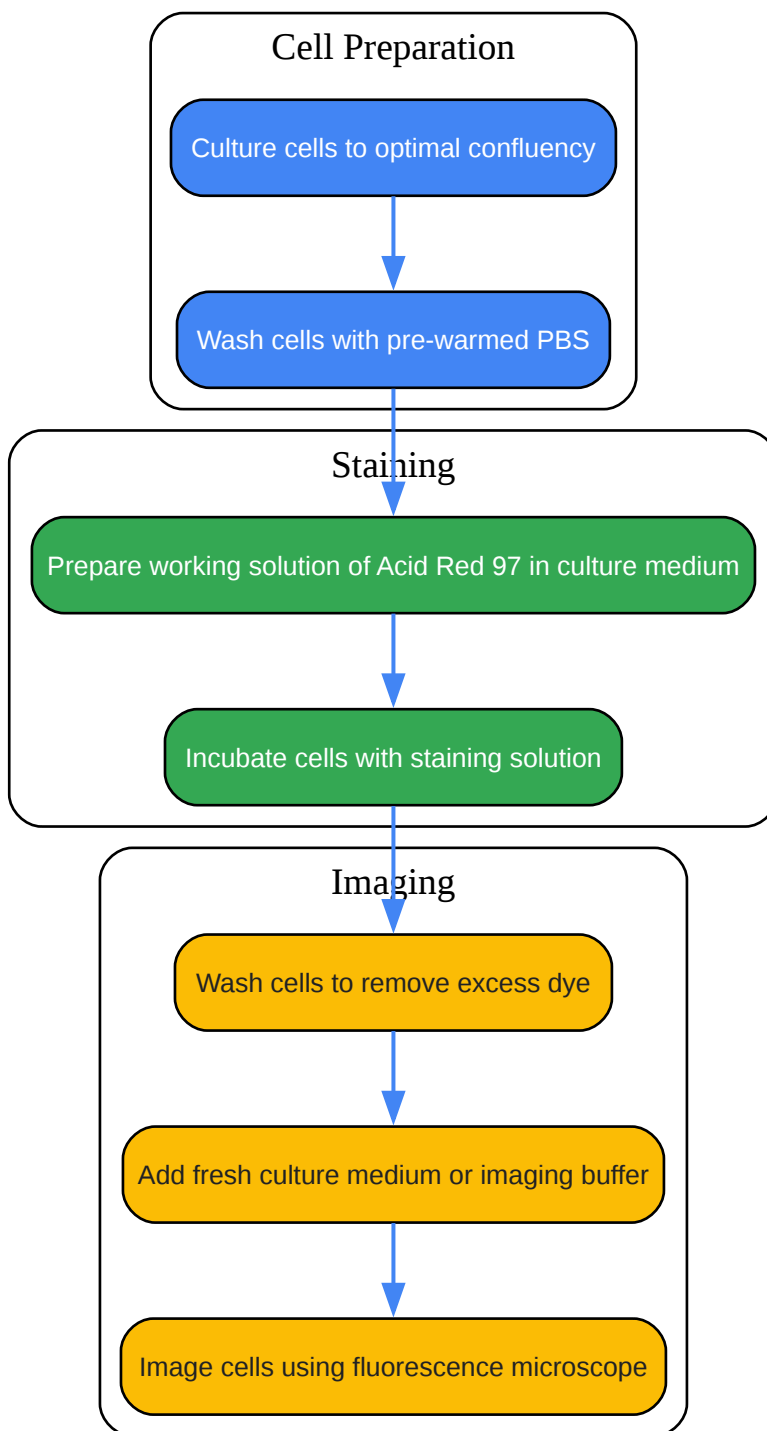 Cell Preparation
Culture cells to optimal confluency
Wash cells with pre-warmed PBS
Staining
Prepare working solution of Acid Red 97 in culture medium
Incubate cells with staining solution
Imaging
Wash cells to remove excess dye
Add fresh culture medium or imaging buffer
Image cells using fluorescence microscope